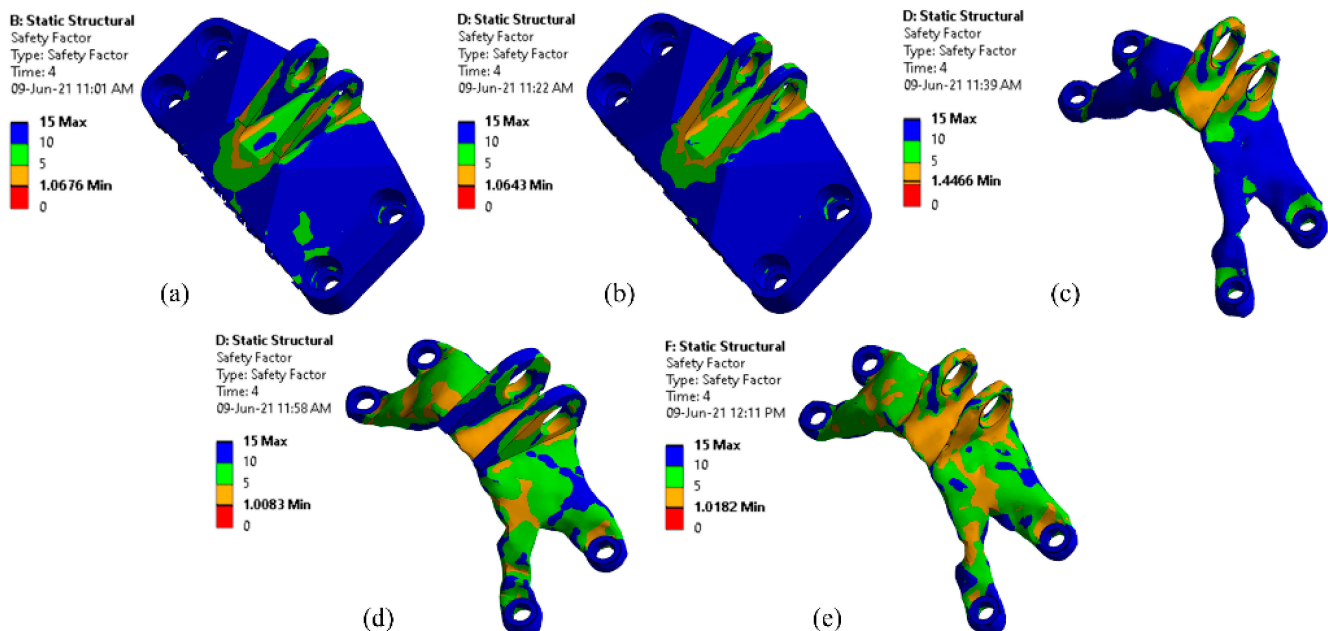 B: Static Structural
Safety Factor
Type: Safety Factor
Time: 4
09-Jun-21 11:01 AM
15 Max
10
5
1.0676 Min
0
(a)
D: Static Structural
Safety Factor
Type: Safety Factor
Time: 4
09-Jun-21 11:22 AM
15 Max
10
5
1.0643 Min
0
(b)
D: Static Structural
Safety Factor
Type: Safety Factor
Time: 4
09-Jun-21 11:39 AM
15 Max
10
5
1.4466 Min
0
(c)
D: Static Structural
Safety Factor
Type: Safety Factor
Time: 4
09-Jun-21 11:58 AM
15 Max
10
5
1.0083 Min
0
(d)
F: Static Structural
Safety Factor
Type: Safety Factor
Time: 4
09-Jun-21 12:11 PM
15 Max
10
5
1.0182 Min
0
(e)